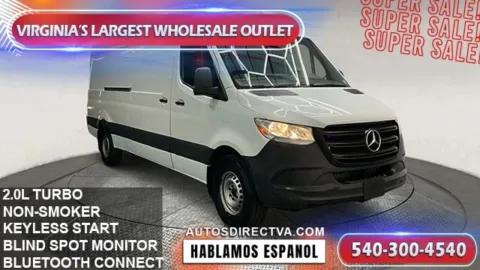 VIRGINIA'S LARGEST WHOLESALE OUTLET
SUPER SALE!
SUPER SALE!
SUPER SALE!
2.0L TURBO
NON-SMOKER
KEYLESS START
BLIND SPOT MONITOR
BLUETOOTH CONNECT
AUTOSDIRECTVA.COM
HABLAMOS ESPANOL
540-300-4540